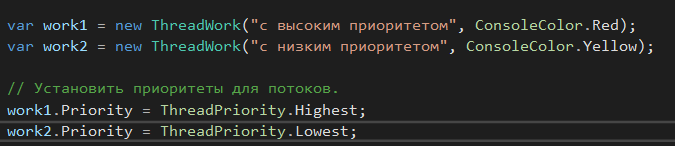 var work1 = new ThreadWork("с высоким приоритетом", ConsoleColor.Red);
var work2 = new ThreadWork("с низким приоритетом", ConsoleColor.Yellow);
// Установить приоритеты для потоков.
work1.Priority = ThreadPriority.Highest;
work2.Priority = ThreadPriority.Lowest;